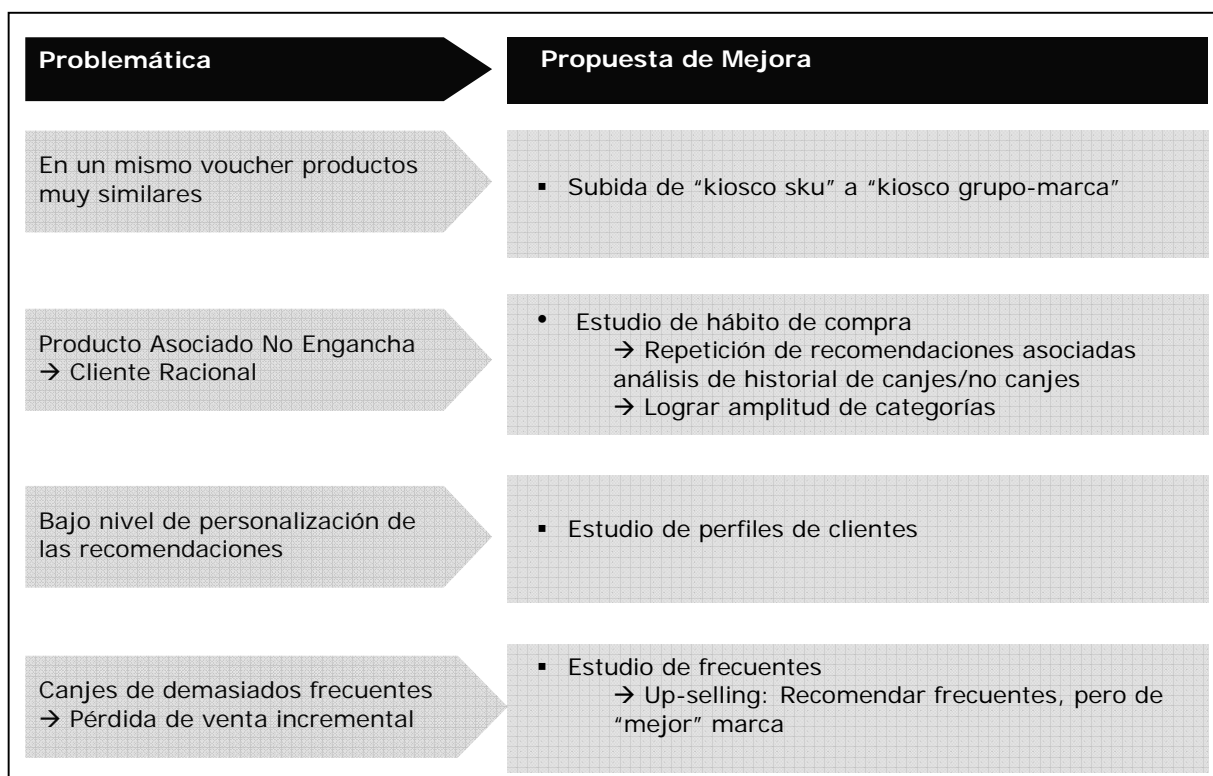 Problemática
Propuesta de Mejora
En un mismo voucher productos
muy similares
▪ Subida de “kiosco sku” a “kiosco grupo-marca”
Producto Asociado No Engancha
→ Cliente Racional
• Estudio de hábito de compra
→ Repetición de recomendaciones asociadas
análisis de historial de canjes/no canjes
→ Lograr amplitud de categorías
Bajo nivel de personalización de
las recomendaciones
▪ Estudio de perfiles de clientes
Canjes de demasiados frecuentes
→ Pérdida de venta incremental
▪ Estudio de frecuentes
→ Up-selling: Recomendar frecuentes, pero de
“mejor” marca